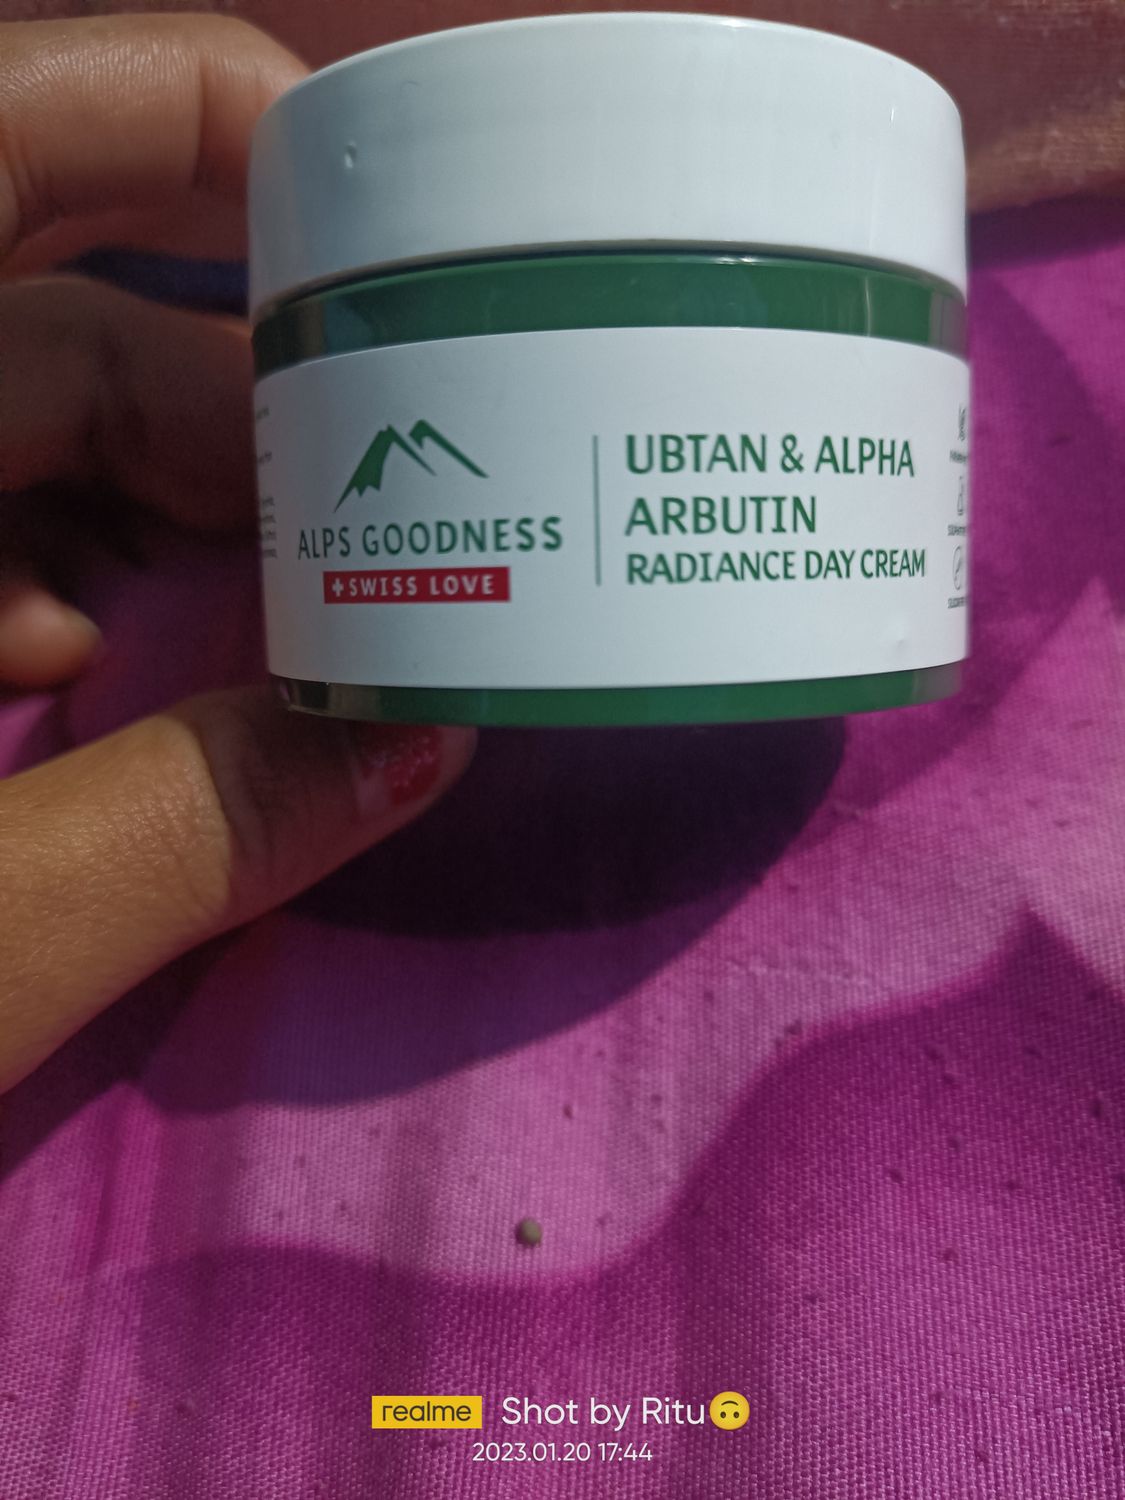 ALPS GOODNESS
+SWISS LOVE
UBTAN & ALPHA
ARBUTIN
RADIANCE DAY CREAM
realme Shot by Ritu🙃
2023.01.20 17:44